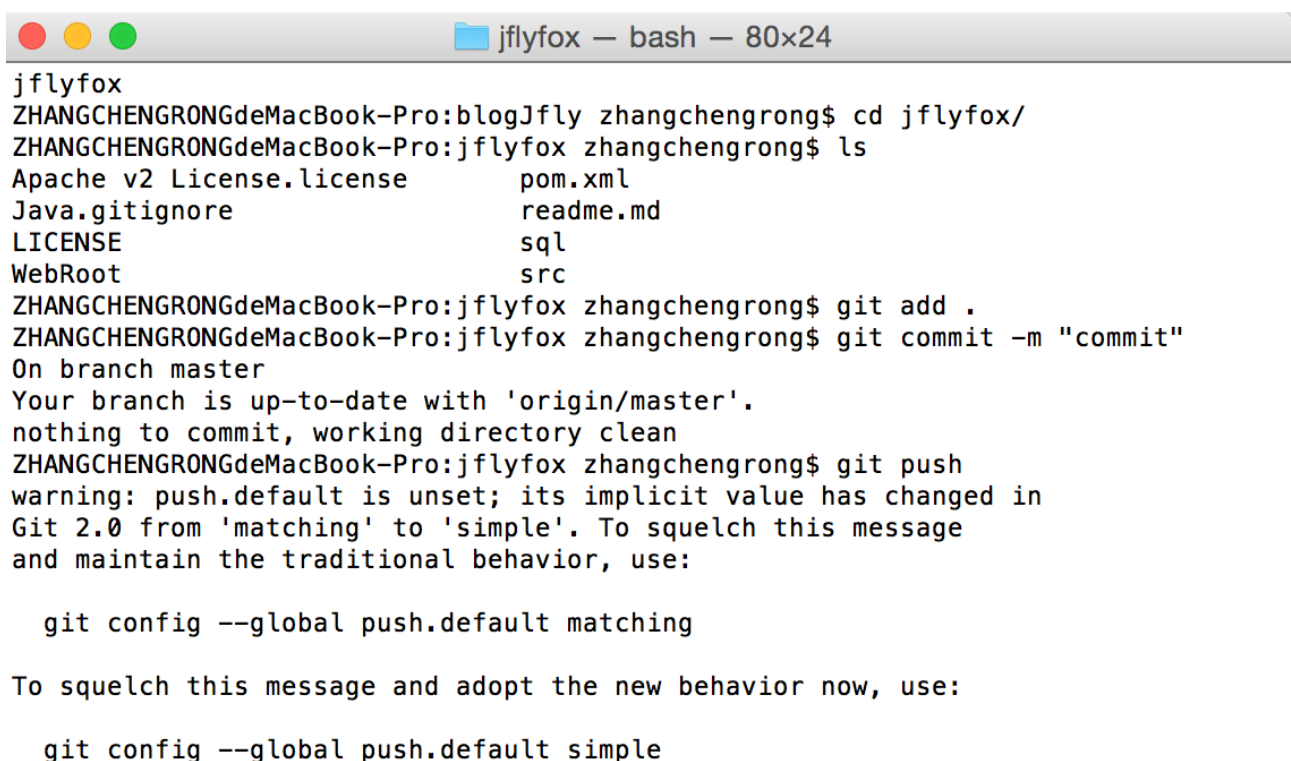 jflyfox — bash — 80×24
jflyfox
ZHANGCHENGRONGdeMacBook-Pro:blogJfly zhangchengrong$ cd jflyfox/
ZHANGCHENGRONGdeMacBook-Pro:jflyfox zhangchengrong$ ls
Apache v2 License.license       pom.xml
Java.gitignore                  readme.md
LICENSE                         sql
WebRoot                         src
ZHANGCHENGRONGdeMacBook-Pro:jflyfox zhangchengrong$ git add .
ZHANGCHENGRONGdeMacBook-Pro:jflyfox zhangchengrong$ git commit -m "commit"
On branch master
Your branch is up-to-date with 'origin/master'.
nothing to commit, working directory clean
ZHANGCHENGRONGdeMacBook-Pro:jflyfox zhangchengrong$ git push
warning: push.default is unset; its implicit value has changed in
Git 2.0 from 'matching' to 'simple'. To squelch this message
and maintain the traditional behavior, use:

  git config --global push.default matching

To squelch this message and adopt the new behavior now, use:

  git config --global push.default simple